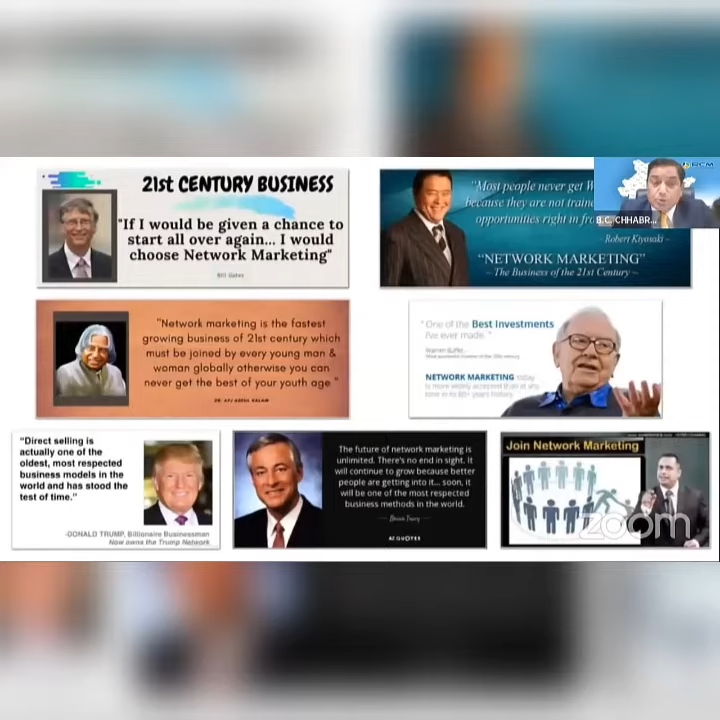 21st CENTURY BUSINESS
"If I would be given a chance to
start all over again... I would
choose Network Marketing"
Bill Gates
"Most people never get W
because they are not traine
opportunities right in fr
- Robert Kiyosaki -
"NETWORK MARKETING"
~ The Business of the 21st Century ~
RCM
B.C. CHHABR...
"Network marketing is the fastest
growing business of 21st century which
must be joined by every young man &
woman globally otherwise you can
never get the best of your youth age "
DR. APJ ABDUL KALAM
"One of the Best Investments
I've ever made. "
NETWORK MARKETING today
is more widely accepted than at any
time in its 60+ years history.
"Direct selling is
actually one of the
oldest, most respected
business models in the
world and has stood the
test of time."
-DONALD TRUMP, Billionaire Businessman
Now owns the Trump Network
The future of network marketing is
unlimited. There's no end in sight. It
will continue to grow because better
people are getting into it... soon, it
will be one of the most respected
business methods in the world.
Brian Tracy
AZ QUOTES
Join Network Marketing
zoom